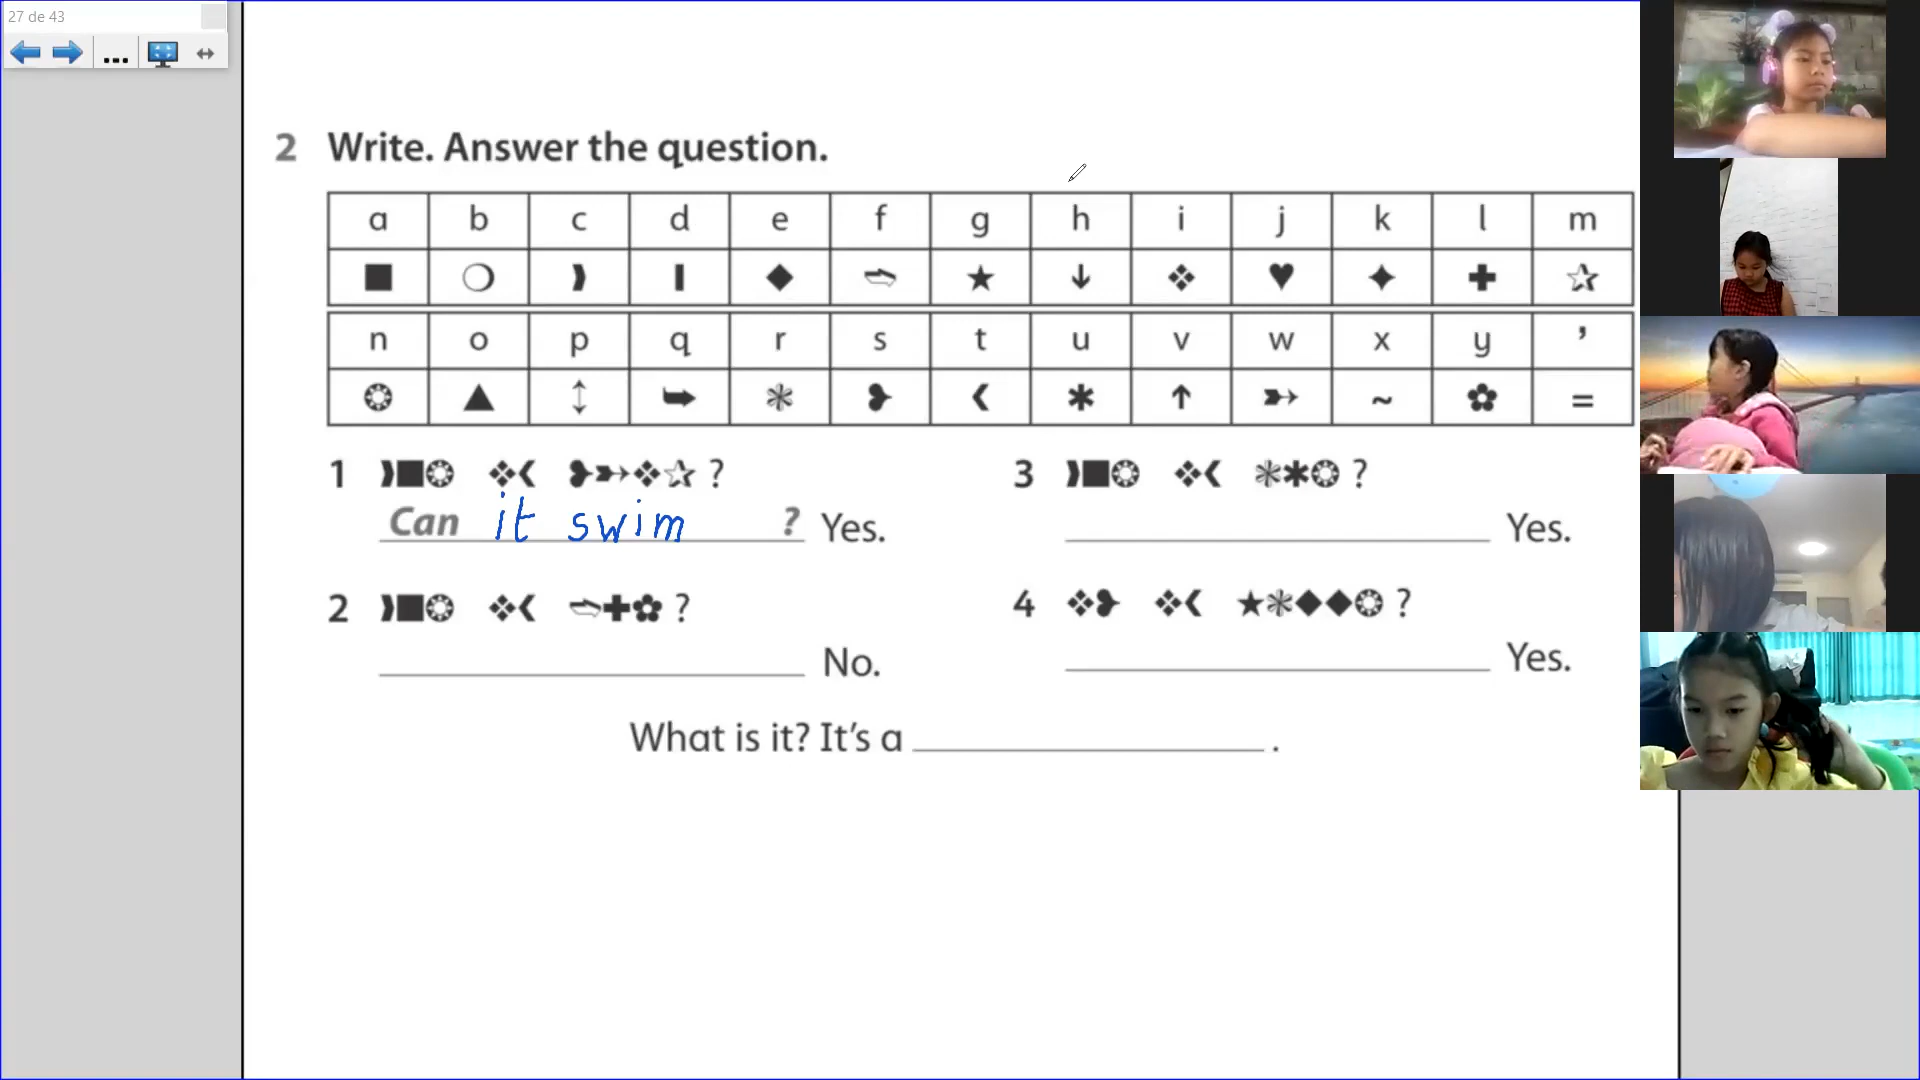 27 de 43
...
2 Write. Answer the question.
a b c d e f g h i j k l m
■ ❍ ❫ ❙ ◆ ➬ ★ ↓ ❖ ♥ ✦ ✚ ✰
n o p q r s t u v w x y ’
❂ ▲ ↕ ➥ ❃ ❥ ❮ ✱ ↑ ➳ ~ ✿ =
1 ❫■❂ ❖❮ ❥➳❖✰ ?
Can it swim ? Yes.
2 ❫■❂ ❖❮ ➬✚✿ ?
No.
3 ❫■❂ ❖❮ ❃✱❂ ?
Yes.
4 ❖❥ ❖❮ ★❃◆◆❂ ?
Yes.
What is it? It’s a ____________ .